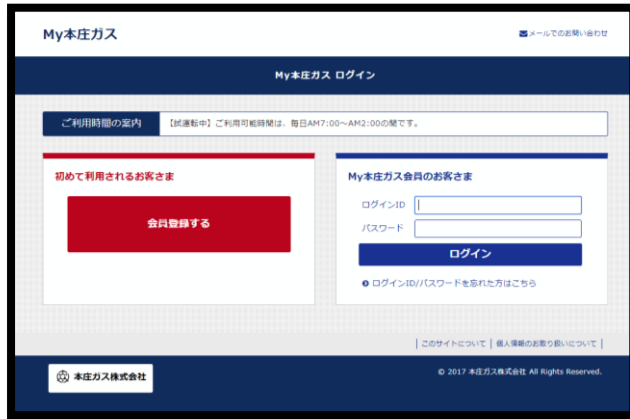 My本庄ガス
メールでのお問い合わせ
My本庄ガス ログイン
ご利用時間の案内
【試運転中】ご利用可能時間は、毎日AM7:00～AM2:00の間です。
初めて利用されるお客さま
会員登録する
My本庄ガス会員のお客さま
ログインID
パスワード
ログイン
ログインID/パスワードを忘れた方はこちら
このサイトについて | 個人情報のお取り扱いについて |
本庄ガス株式会社
© 2017 本庄ガス株式会社 All Rights Reserved.